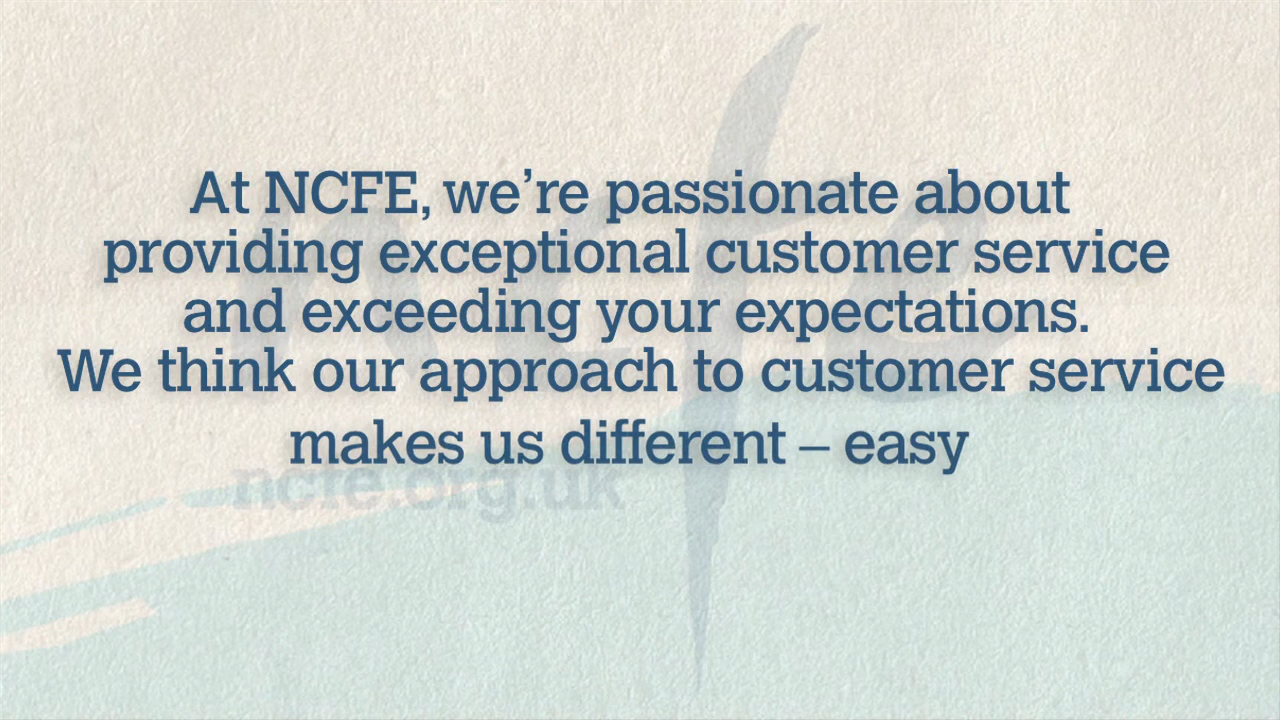 At NCFE, we’re passionate about
providing exceptional customer service
and exceeding your expectations.
We think our approach to customer service
makes us different – easy
ncfe
ncfe.org.uk